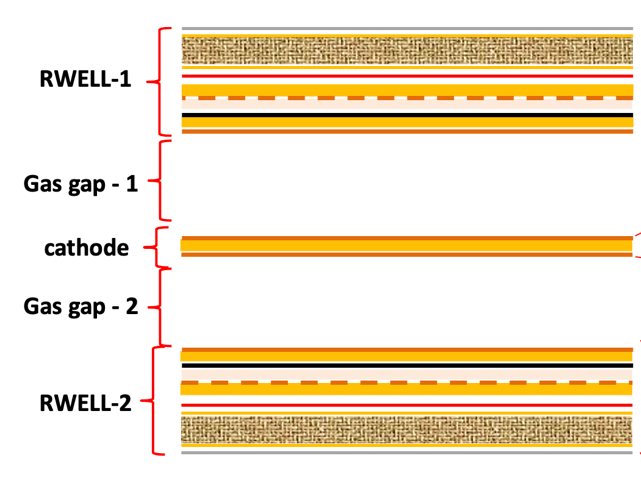 RWELL-1
Gas gap - 1
cathode
Gas gap - 2
RWELL-2